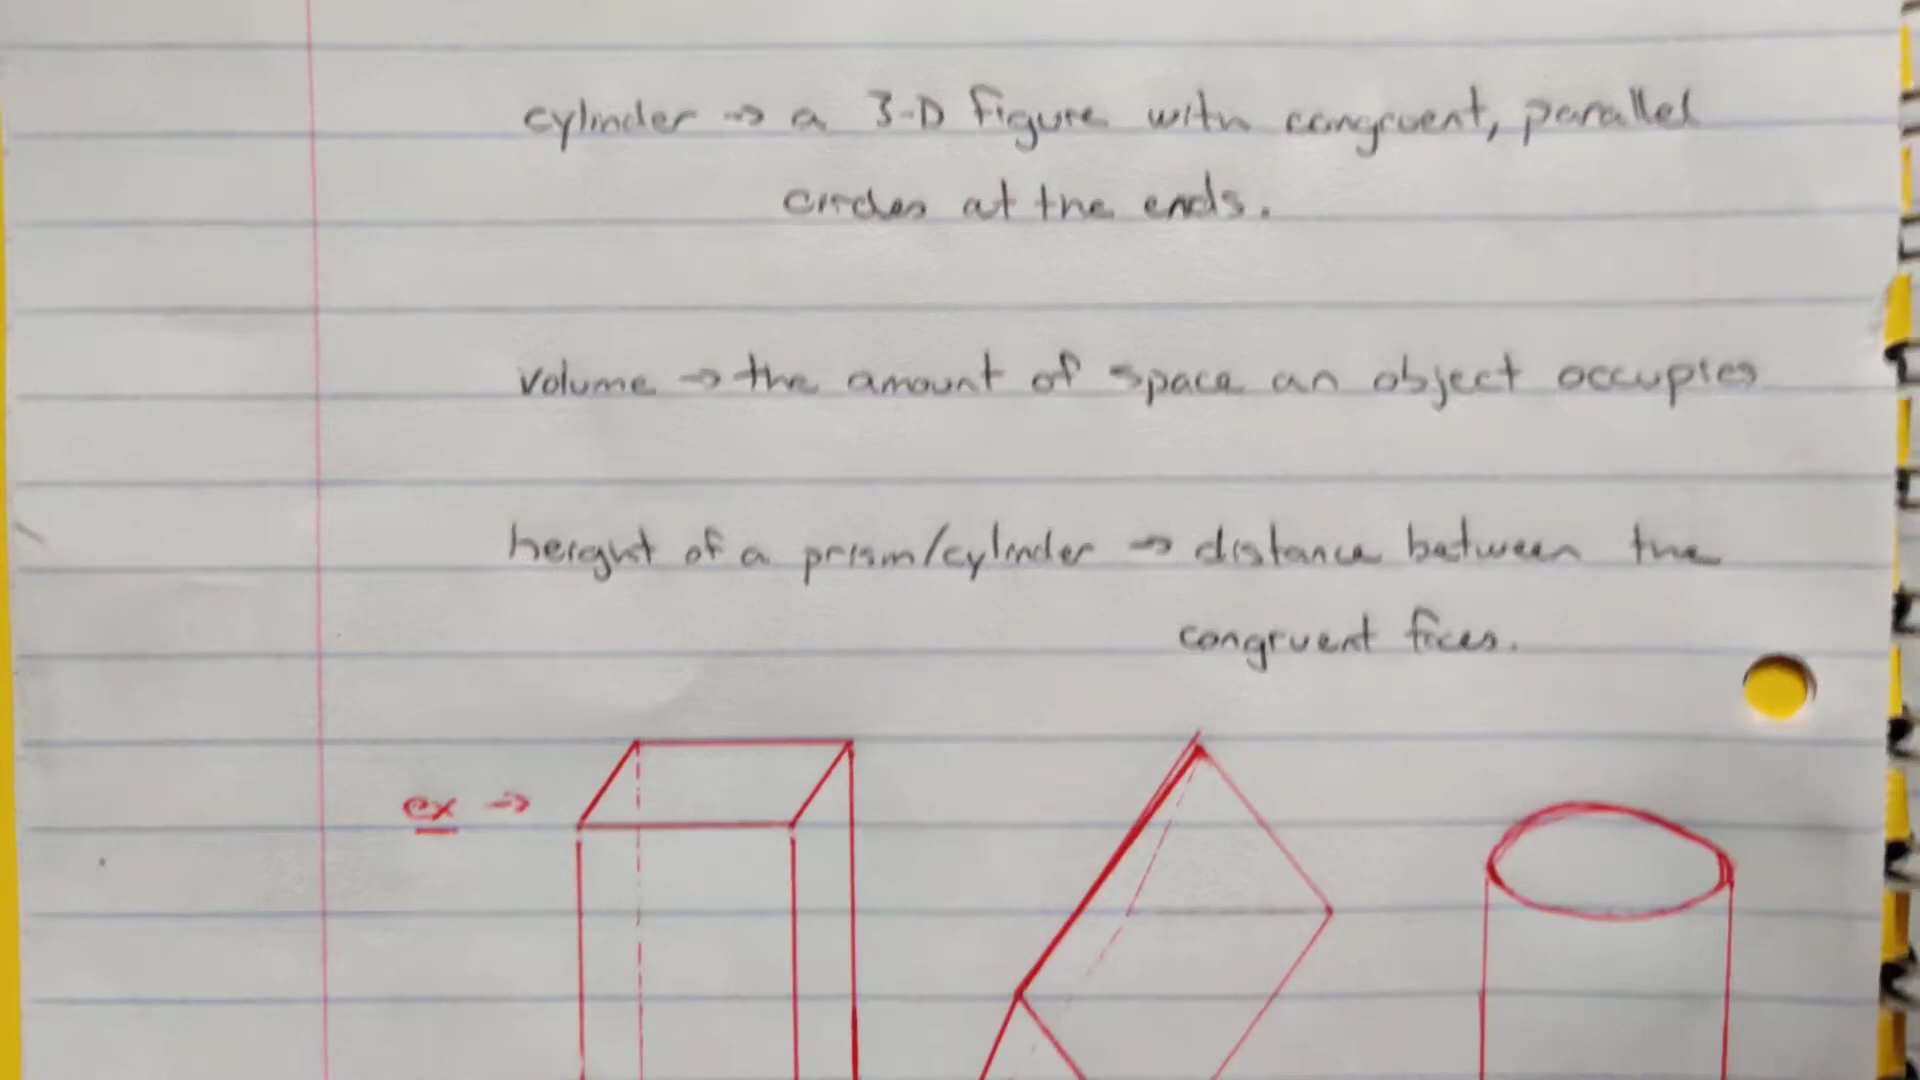 cylinder → a 3-D figure with congruent, parallel
circles at the ends.
volume → the amount of space an object occupies
height of a prism/cylinder → distance between the
congruent faces.
ex →